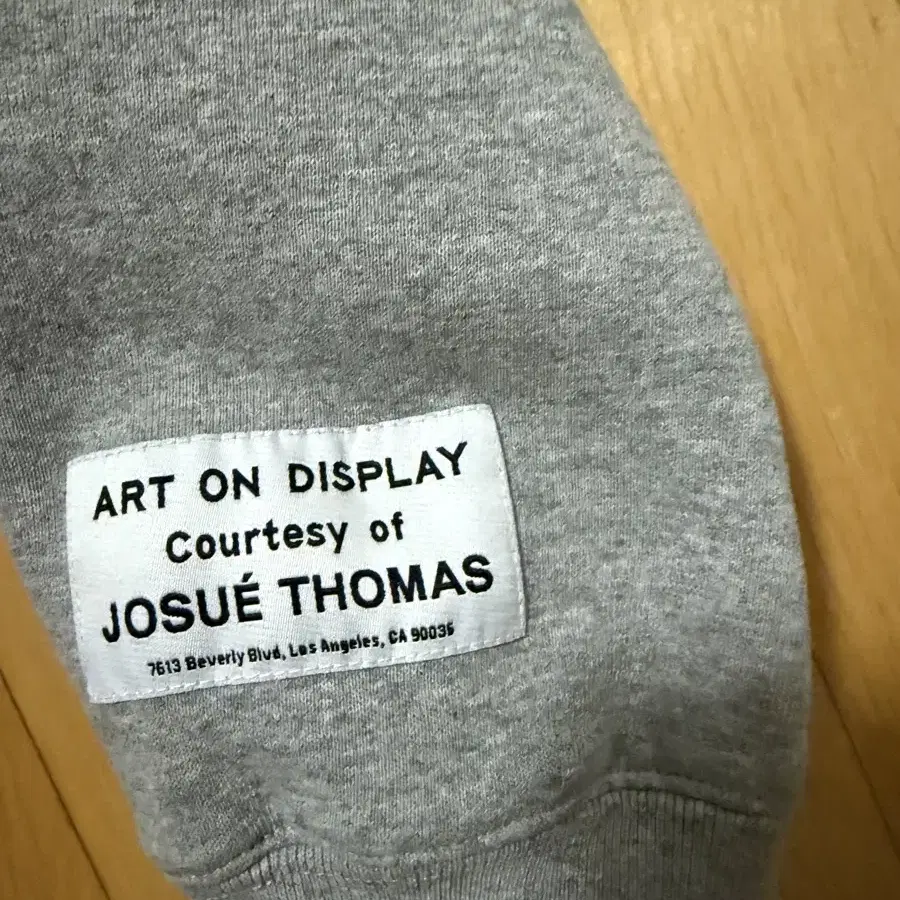 ART ON DISPLAY
Courtesy of
JOSUÉ THOMAS
7613 Beverly Blvd, Los Angeles, CA 90036